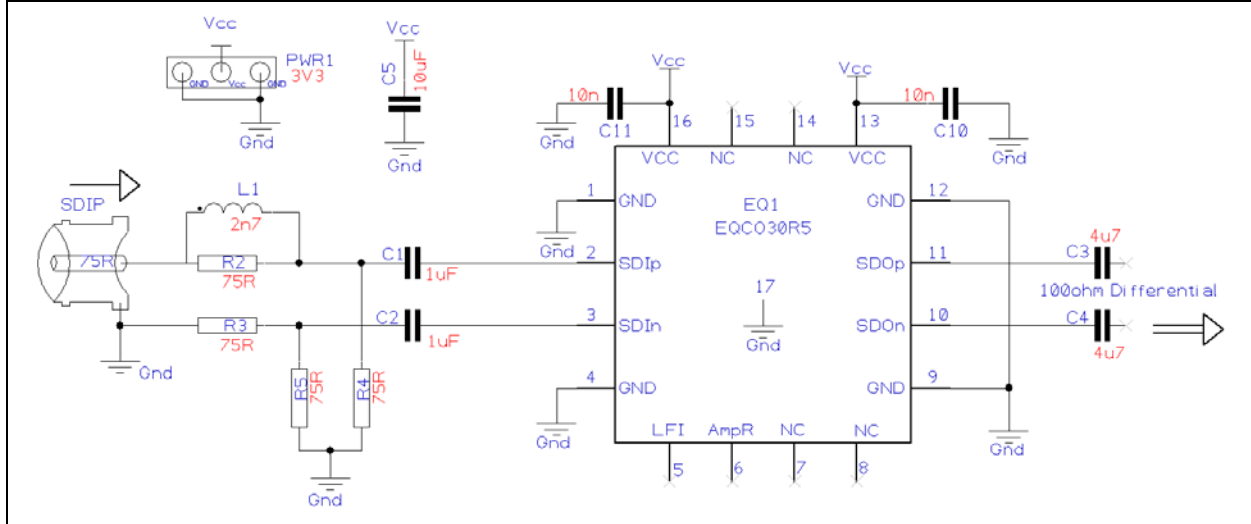 Vcc
PWR1
3V3
GND
Vcc
GND
Gnd
Vcc
C5
10uF
Gnd
Vcc
10n
C11
Gnd
16
15
14
Vcc
10n
C10
13
Gnd
VCC
NC
NC
VCC
SDIP
75R
L1
2n7
R2
75R
R3
75R
Gnd
C1
1uF
C2
1uF
R5
75R
R4
75R
Gnd
1
GND
Gnd
2
SDIp
3
SDIn
4
GND
Gnd
EQ1
EQCO30R5
17
Gnd
12
GND
11
SDOp
10
SDOn
9
GND
Gnd
C3
4u7
100ohm Differential
C4
4u7
LFI
AmpR
NC
NC
5
6
7
8